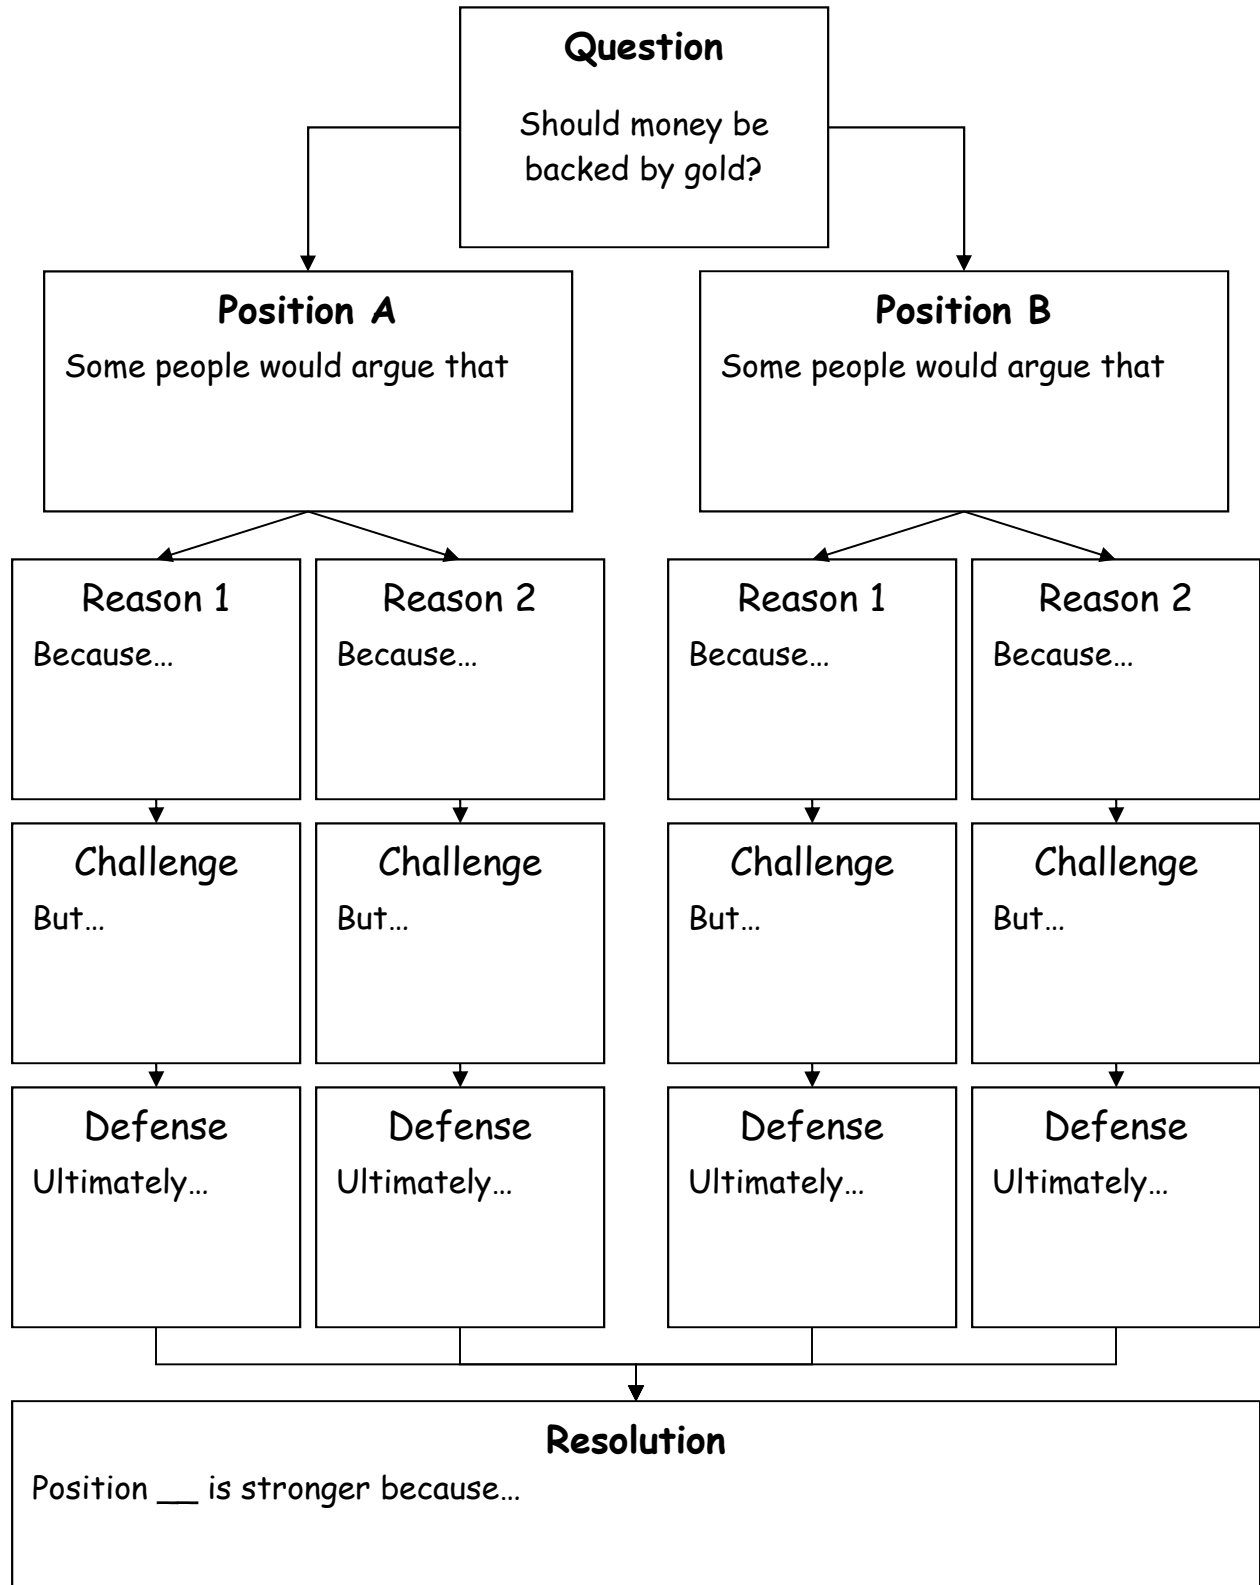 Question
Should money be
backed by gold?
Position A
Some people would argue that
Position B
Some people would argue that
Reason 1
Because…
Reason 2
Because…
Reason 1
Because…
Reason 2
Because…
Challenge
But…
Challenge
But…
Challenge
But…
Challenge
But…
Defense
Ultimately…
Defense
Ultimately…
Defense
Ultimately…
Defense
Ultimately…
Resolution
Position __ is stronger because…